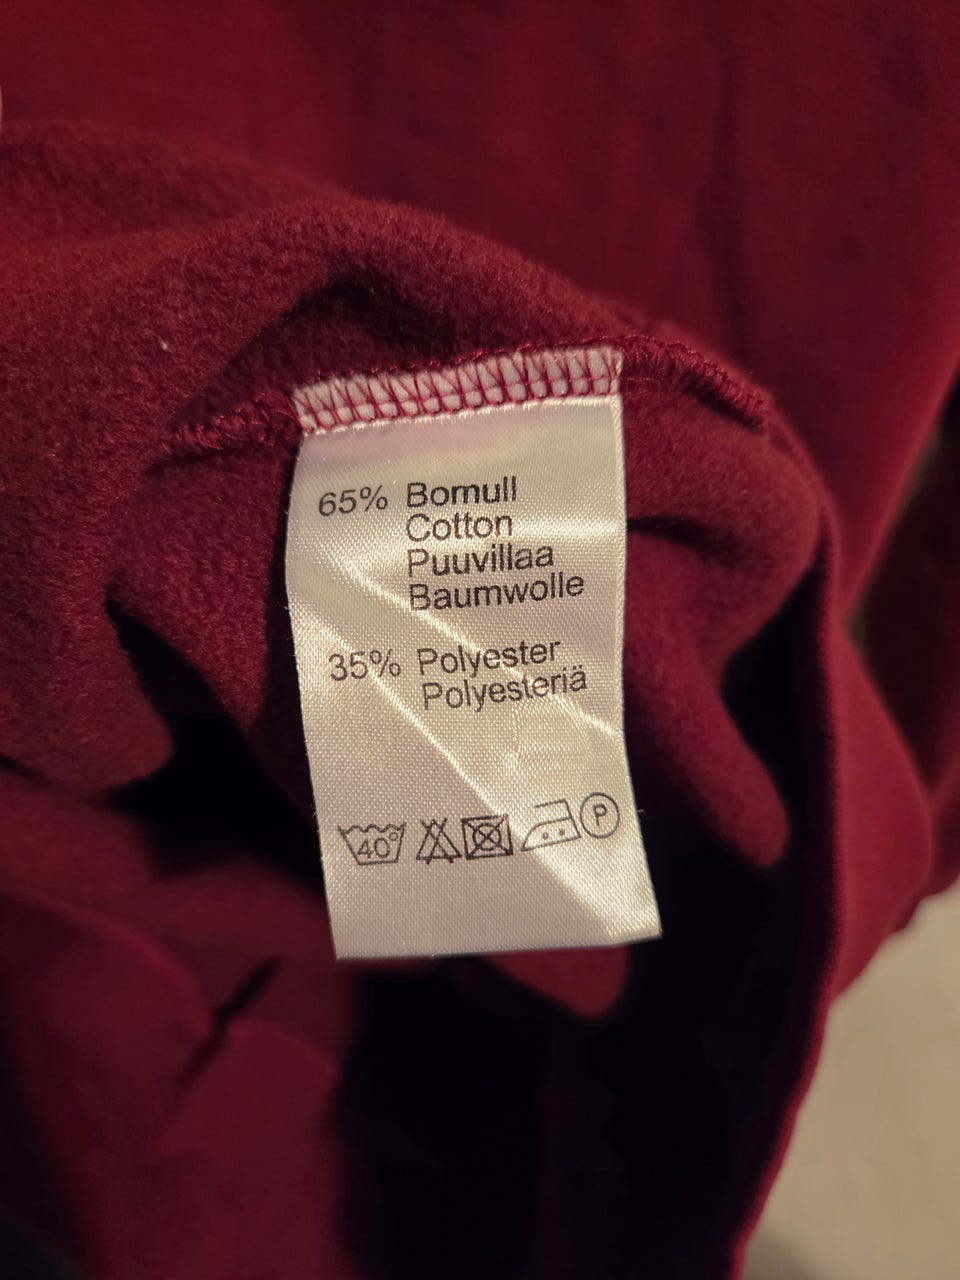 65% Bomull
Cotton
Puuvillaa
Baumwolle
35% Polyester
Polyesteriä
40° P